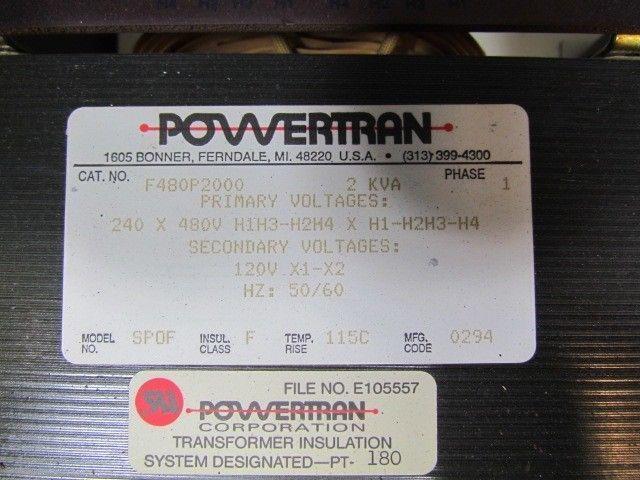 POWERTRAN
1605 BONNER, FERNDALE, MI. 48220 U.S.A. • (313)-399-4300
CAT. NO. F480P2000 2 KVA PHASE 1
PRIMARY VOLTAGES:
240 X 480V H1H3-H2H4 X H1-H2H3-H4
SECONDARY VOLTAGES:
120V X1-X2
HZ: 50/60
MODEL NO. SPOF INSUL. CLASS F TEMP. RISE 115C MFG. CODE 0294
FILE NO. E105557
POWERTRAN
CORPORATION
TRANSFORMER INSULATION
SYSTEM DESIGNATED—PT- 180